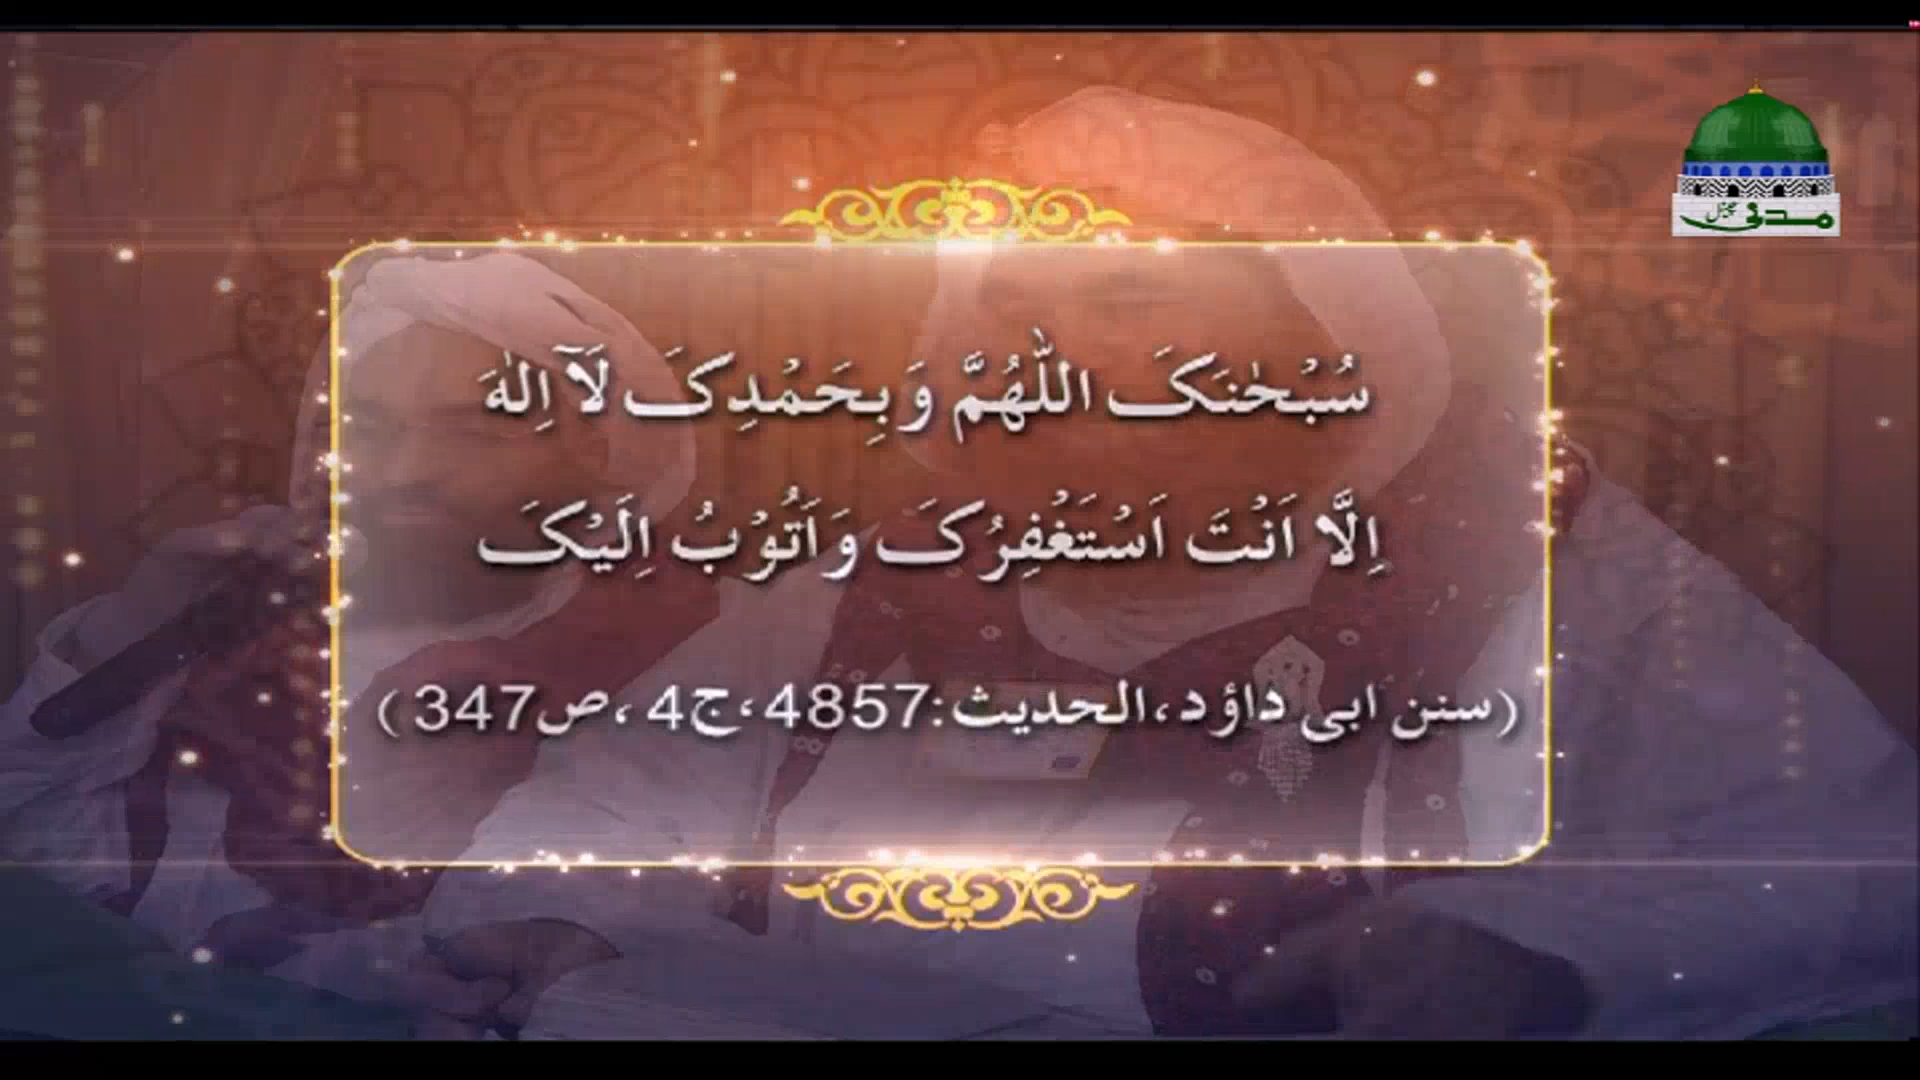 مدنی چینل
سُبْحٰنَکَ اللّٰھُمَّ وَ بِحَمْدِکَ لَآ اِلٰہَ
اِلَّا اَنْتَ اَسْتَغْفِرُکَ وَ اَتُوْبُ اِلَیْکَ
(سنن ابی داؤد،الحدیث:4857،ج4،ص347)